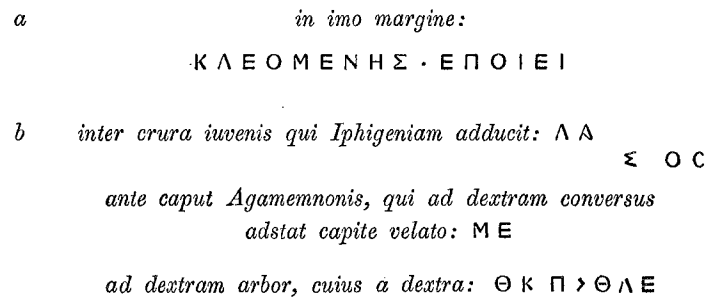 a in imo margine:
ΚΛΕΟΜΕΝΗΣ · ΕΠΟΙΕΙ
b inter crura iuvenis qui Iphigeniam adducit: Λ Α
Σ Ο C
ante caput Agamemnonis, qui ad dextram conversus
adstat capite velato: Μ Ε
ad dextram arbor, cuius a dextra: Θ Κ Π > Θ Λ Ε